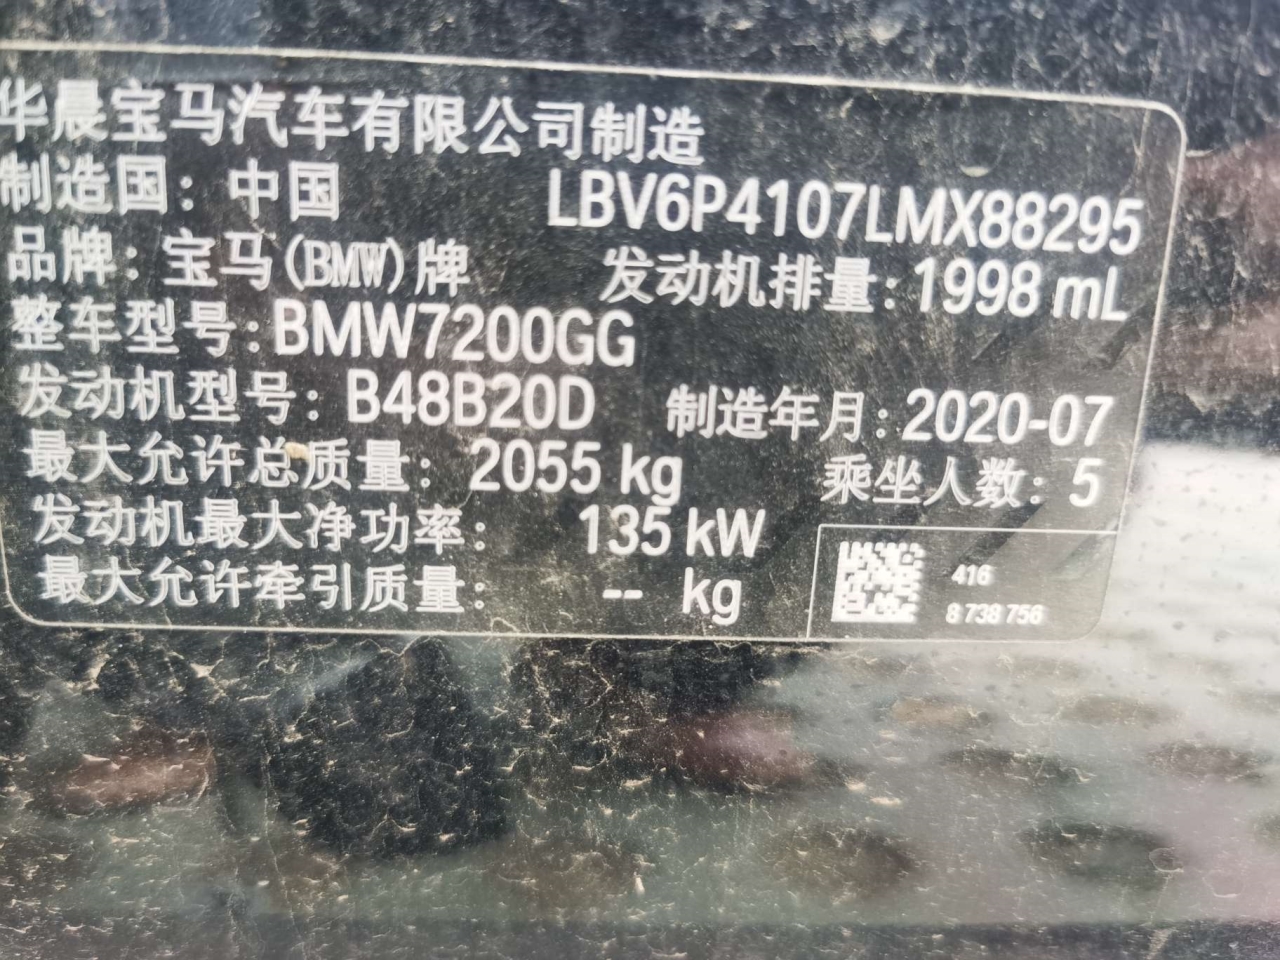 华晨宝马汽车有限公司制造
制造国：中国 LBV6P4107LMX88295
品牌：宝马(BMW)牌 发动机排量：1998 mL
整车型号：BMW7200GG
发动机型号：B48B20D 制造年月：2020-07
最大允许总质量：2055 kg 乘坐人数：5
发动机最大净功率：135 kW
最大允许牵引质量：-- kg
416
8 738 756